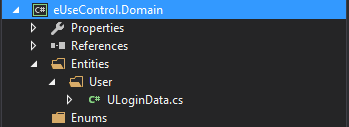 C# eUseControl.Domain
Properties
References
Entities
User
C# ULoginData.cs
Enums